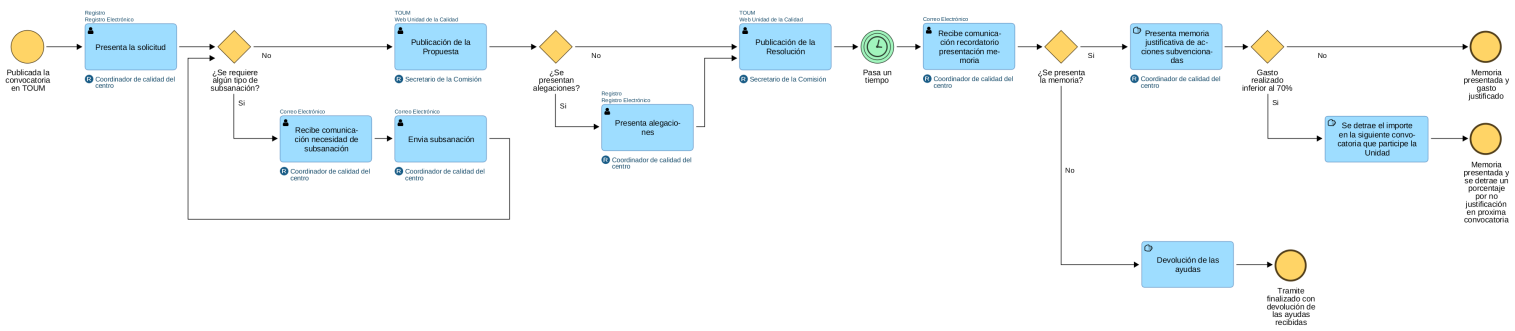 Publicada la
convocatoria
en TOUM
Registro
Registro Electrónico
Presenta la solicitud
R Coordinador de calidad del
centro
¿Se requiere
algún tipo de
subsanación?
No
Si
Correo Electrónico
Recibe comunica-
ción necesidad de
subsanación
R Coordinador de calidad del
centro
Correo Electrónico
Envia subsanación
R Coordinador de calidad del
centro
TOUM
Web Unidad de la Calidad
Publicación de la
Propuesta
R Secretario de la Comisión
¿Se
presentan
alegaciones?
No
Si
Registro
Registro Electrónico
Presenta alegacio-
nes
R Coordinador de calidad del
centro
TOUM
Web Unidad de la Calidad
Publicación de la
Resolución
R Secretario de la Comisión
Pasa un
tiempo
Correo Electrónico
Recibe comunica-
ción recordatorio
presentación me-
moria
R Coordinador de calidad del
centro
¿Se presenta
la memoria?
Si
No
Presenta memoria
justificativa de ac-
ciones subvenciona-
das
R Coordinador de calidad del
centro
Gasto
realizado
inferior al 70%
No
Si
Memoria
presentada y
gasto
justificado
Se detrae el importe
en la siguiente convo-
catoria que participe la
Unidad
Memoria
presentada y
se detrae un
porcentaje
por no
justificación
en proxima
convocatoria
Devolución de las
ayudas
Tramite
finalizado con
devolución de
las ayudas
recibidas